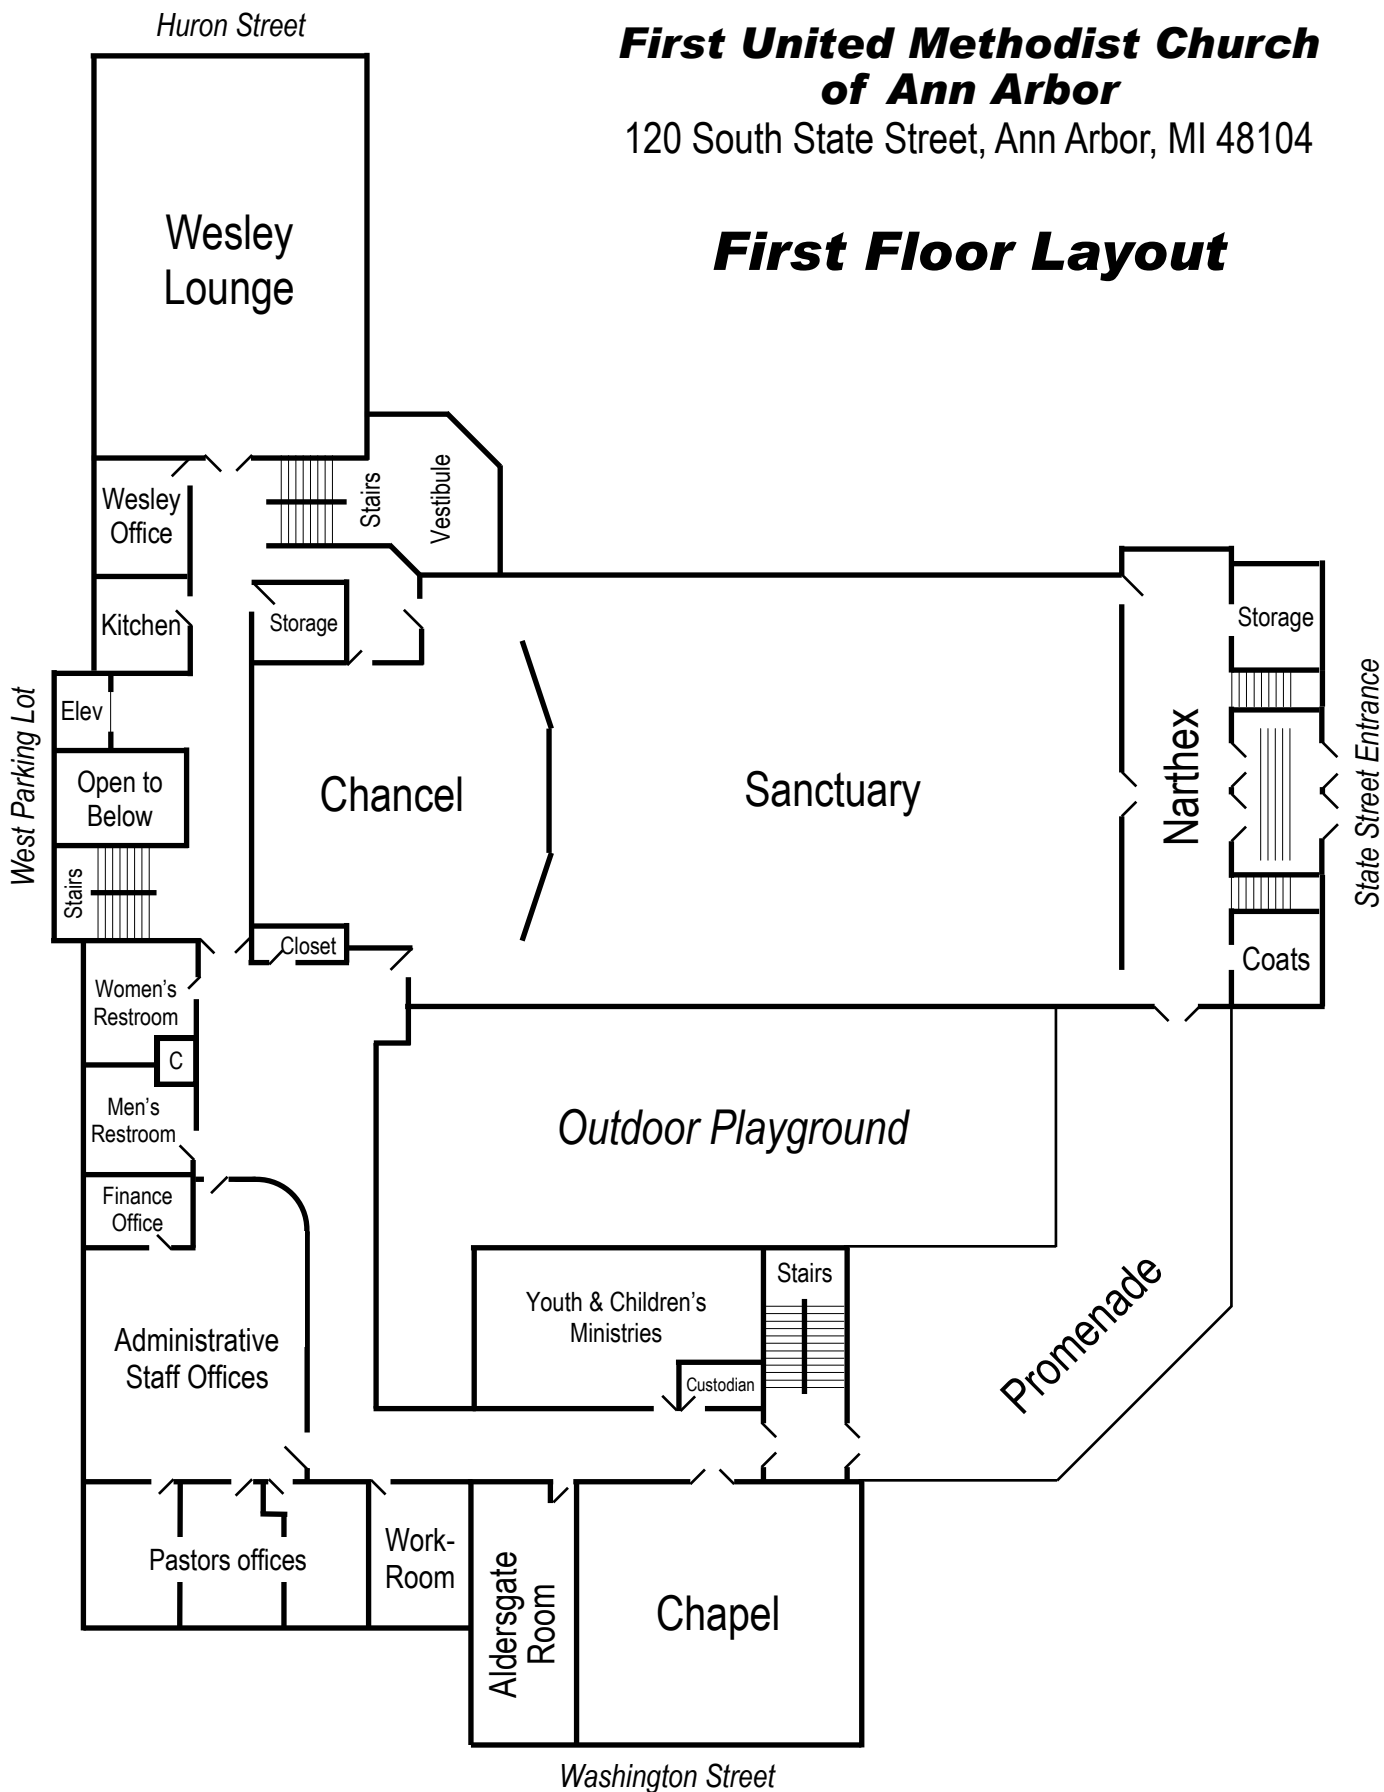 Huron Street
First United Methodist Church
of Ann Arbor
120 South State Street, Ann Arbor, MI 48104
First Floor Layout
Wesley
Lounge
Wesley
Office
Stairs
Vestibule
Kitchen
Storage
Storage
West Parking Lot
Elev
Open to
Below
Chancel
Sanctuary
Narthex
State Street Entrance
Stairs
Closet
Coats
Women's
Restroom
C
Men's
Restroom
Outdoor Playground
Finance
Office
Stairs
Youth & Children's
Ministries
Promenade
Administrative
Staff Offices
Custodian
Pastors offices
Work-
Room
Aldersgate
Room
Chapel
Washington Street